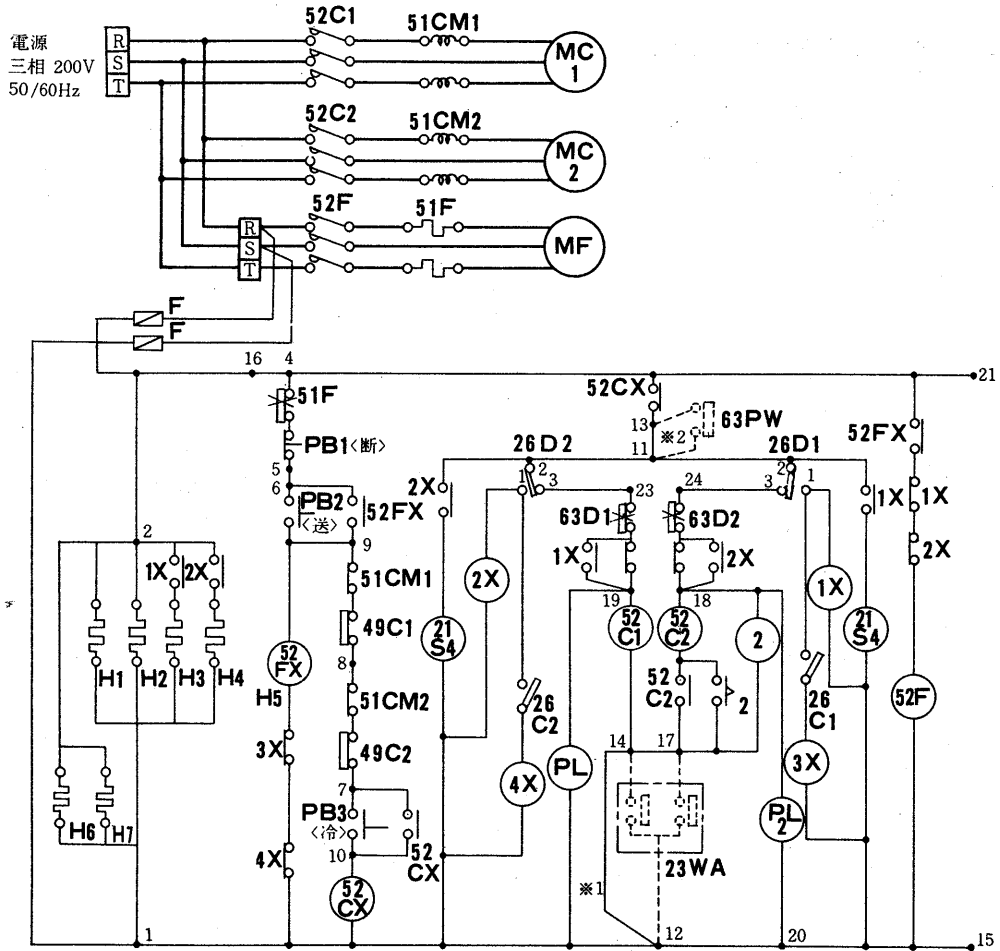 52C1
51CM1
電源
三相 200V
50/60Hz
R
S
T
MC
1
52C2
51CM2
MC
2
52F
51F
R
S
T
MF
F
F
16
4
21
51F
52CX
13
63PW
※2
PB1〈断〉
26D2
11
26D1
52FX
5
6
PB2
〈送〉
52FX
2X
1
2
3
23
24
3
2
1
1X
1X
63D1
63D2
2
9
2X
1X
2X
51CM1
1X
2X
2X
1X
49C1
19
18
52
C1
52
C2
2
21
S4
21
S4
H1
H2
H3
H4
52
FX
H5
8
51CM2
52
C2
2
26
C2
26
C1
52F
3X
49C2
14
17
PL
4X
3X
7
PB3
〈冷〉
H6
H7
PL
2
4X
10
52
CX
23WA
52
CX
※1
1
12
20
15